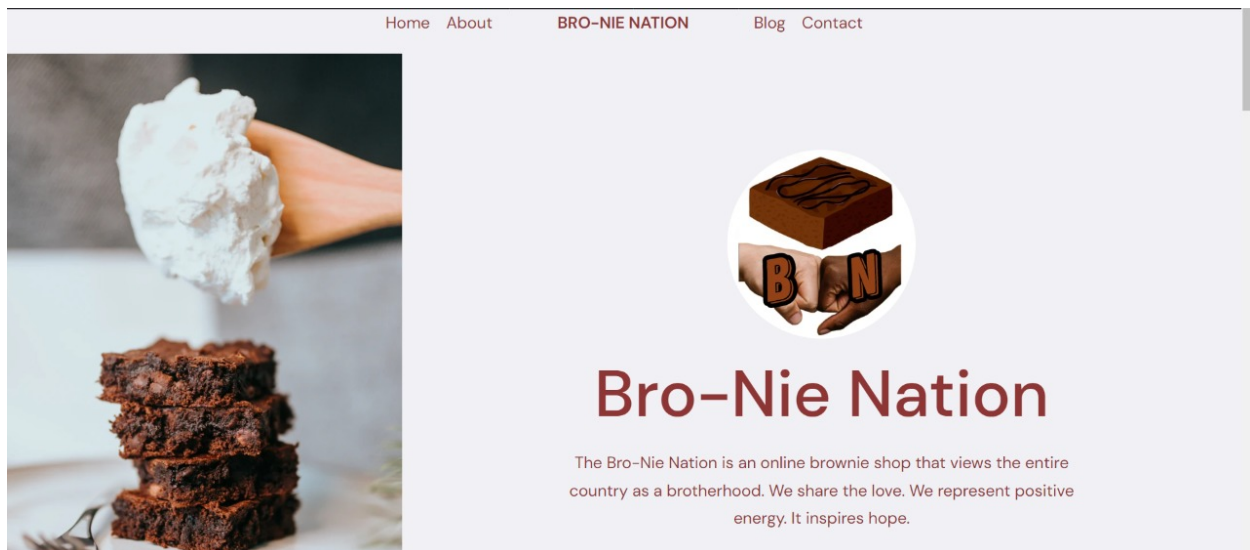 Home About BRO-NIE NATION Blog Contact
B N
Bro-Nie Nation
The Bro-Nie Nation is an online brownie shop that views the entire
country as a brotherhood. We share the love. We represent positive
energy. It inspires hope.